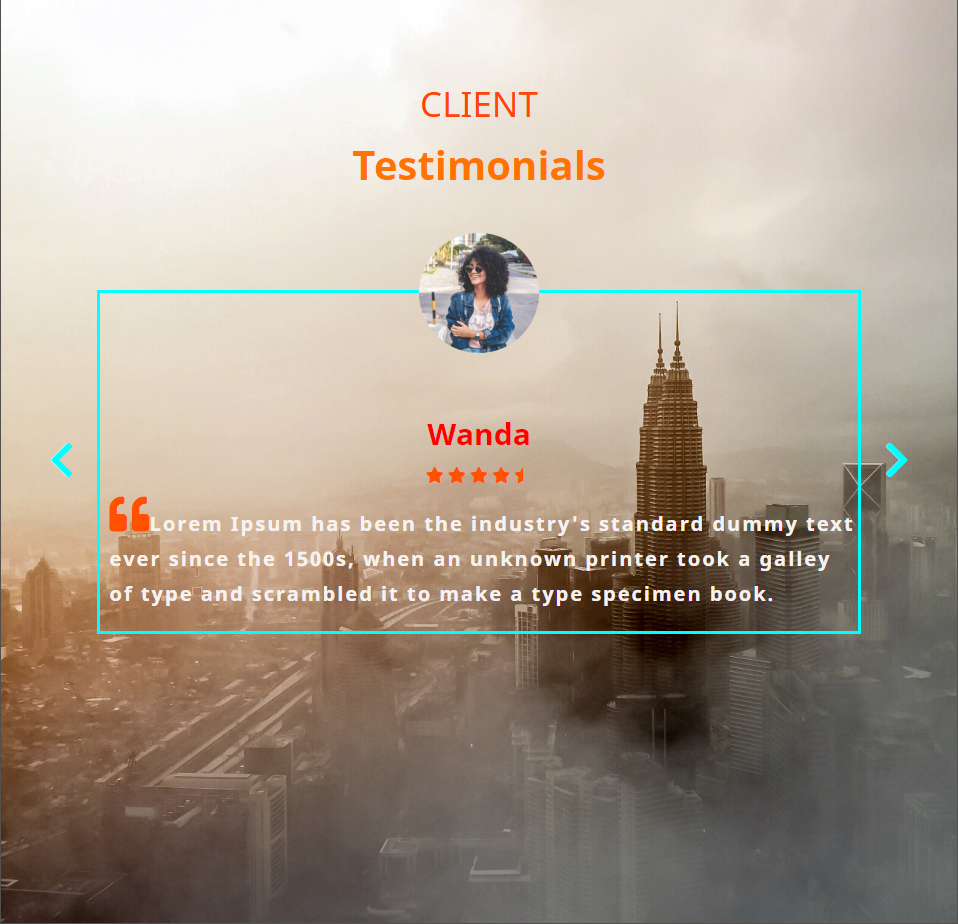 CLIENT
Testimonials
Wanda
Lorem Ipsum has been the industry's standard dummy text
ever since the 1500s, when an unknown printer took a galley
of type and scrambled it to make a type specimen book.